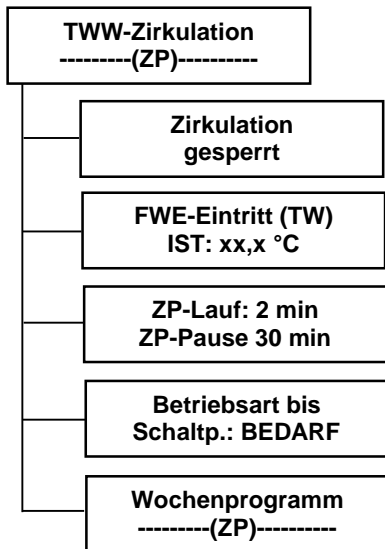 TWW-Zirkulation
---------(ZP)----------
Zirkulation
gesperrt
FWE-Eintritt (TW)
IST: xx,x °C
ZP-Lauf: 2 min
ZP-Pause 30 min
Betriebsart bis
Schaltp.: BEDARF
Wochenprogramm
---------(ZP)----------